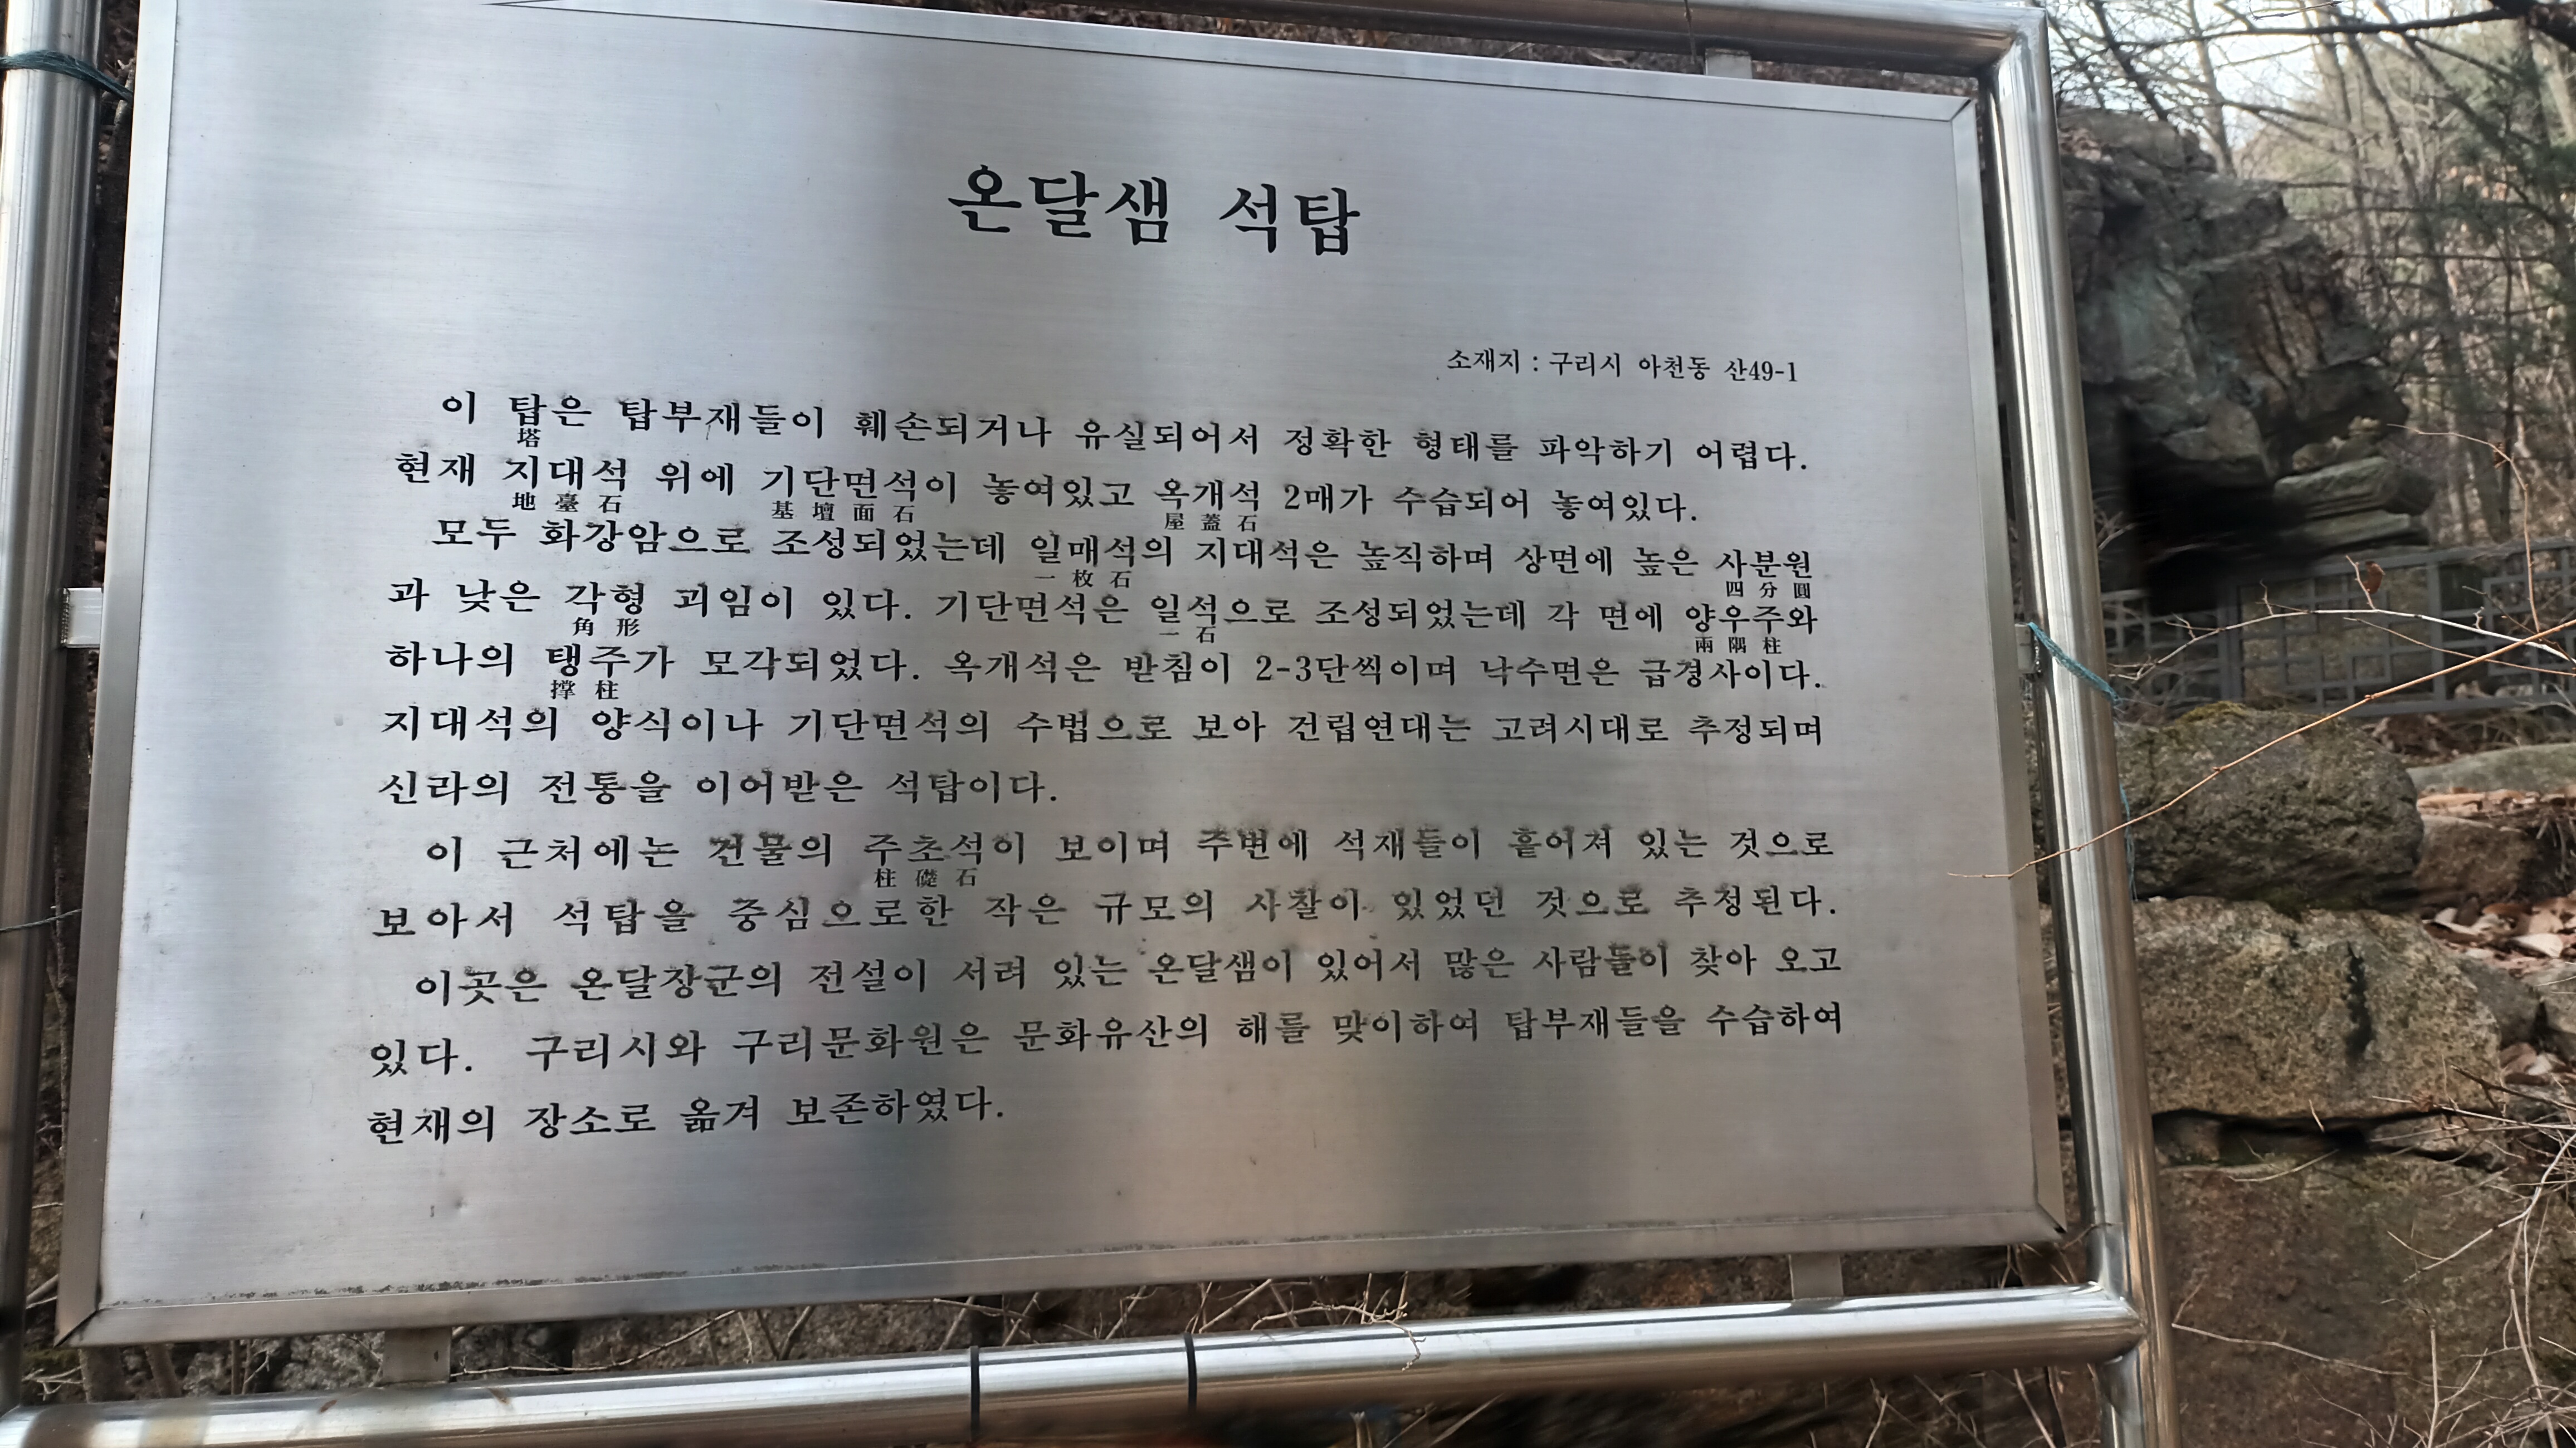 온달샘 석탑
소재지 : 구리시 아천동 산49-1
이 탑은 탑부재들이 훼손되거나 유실되어서 정확한 형태를 파악하기 어렵다.
塔
현재 지대석 위에 기단면석이 놓여있고 옥개석 2매가 수습되어 놓여있다.
地臺石 基壇面石 屋蓋石
모두 화강암으로 조성되었는데 일매석의 지대석은 높직하며 상면에 높은 사분원
一枚石 四分圓
과 낮은 각형 괴임이 있다. 기단면석은 일석으로 조성되었는데 각 면에 양우주와
角形 一石 兩隅柱
하나의 탱주가 모각되었다. 옥개석은 받침이 2-3단씩이며 낙수면은 급경사이다.
撑柱
지대석의 양식이나 기단면석의 수법으로 보아 건립연대는 고려시대로 추정되며
신라의 전통을 이어받은 석탑이다.
이 근처에는 건물의 주초석이 보이며 주변에 석재들이 흩어져 있는 것으로
柱礎石
보아서 석탑을 중심으로한 작은 규모의 사찰이 있었던 것으로 추정된다.
이곳은 온달장군의 전설이 서려 있는 온달샘이 있어서 많은 사람들이 찾아 오고
있다. 구리시와 구리문화원은 문화유산의 해를 맞이하여 탑부재들을 수습하여
현재의 장소로 옮겨 보존하였다.